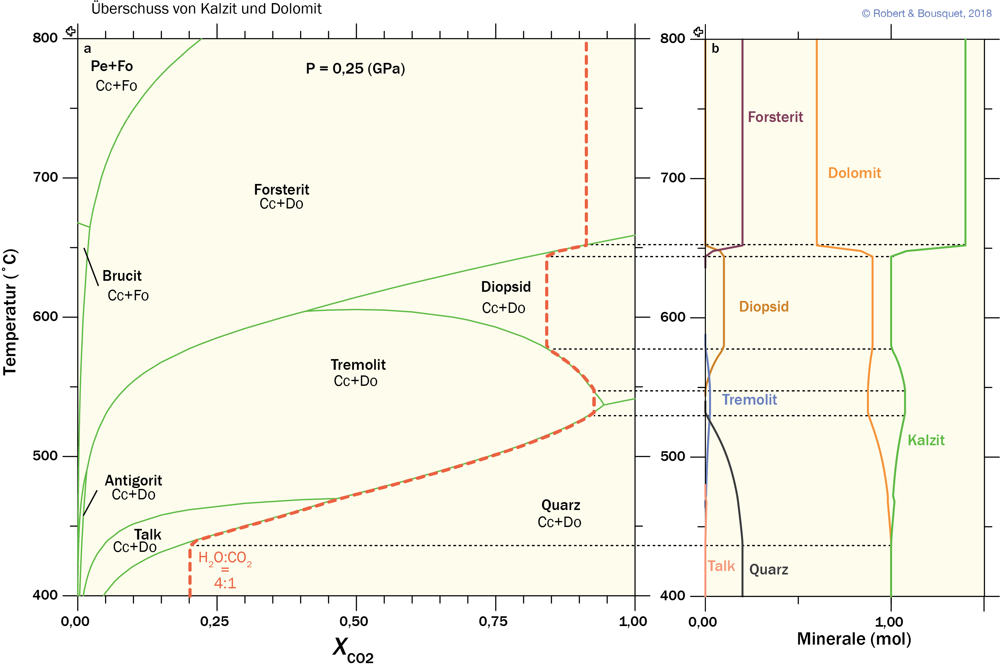 Überschuss von Kalzit und Dolomit
© Robert & Bousquet, 2018
a
P = 0,25 (GPa)
Pe+Fo
Cc+Fo
Forsterit
Cc+Do
Brucit
Cc+Fo
Diopsid
Cc+Do
Tremolit
Cc+Do
Antigorit
Cc+Do
Talk
Cc+Do
Quarz
Cc+Do
H2O:CO2
=
4:1
Temperatur (°C)
800
700
600
500
400
0,00
0,25
0,50
0,75
1,00
XCO2
b
Forsterit
Dolomit
Diopsid
Tremolit
Kalzit
Talk
Quarz
800
700
600
500
400
0,00
1,00
Minerale (mol)